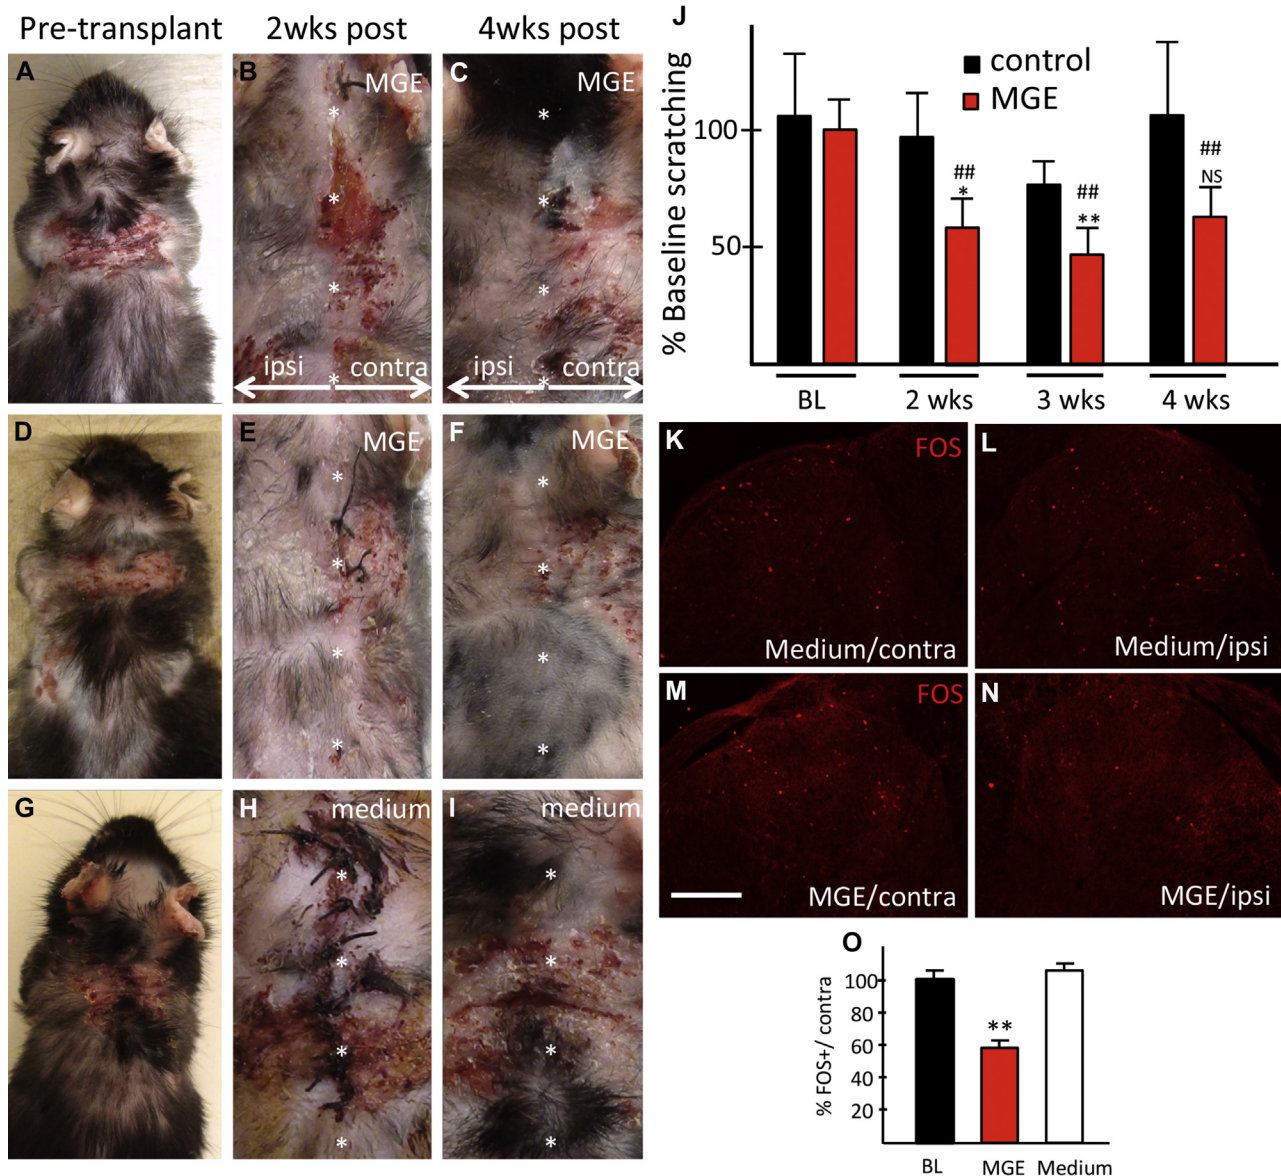 Pre-transplant 2wks post 4wks post
A
B MGE
C MGE
ipsi contra
ipsi contra
D
E MGE
F MGE
G
H medium
I medium
J
% Baseline scratching
control
MGE
100
50
##
*
##
**
##
NS
BL 2 wks 3 wks 4 wks
K FOS
Medium/contra
L
Medium/ipsi
M FOS
MGE/contra
N
MGE/ipsi
O
% FOS+/ contra
100
80
60
40
20
**
BL MGE Medium